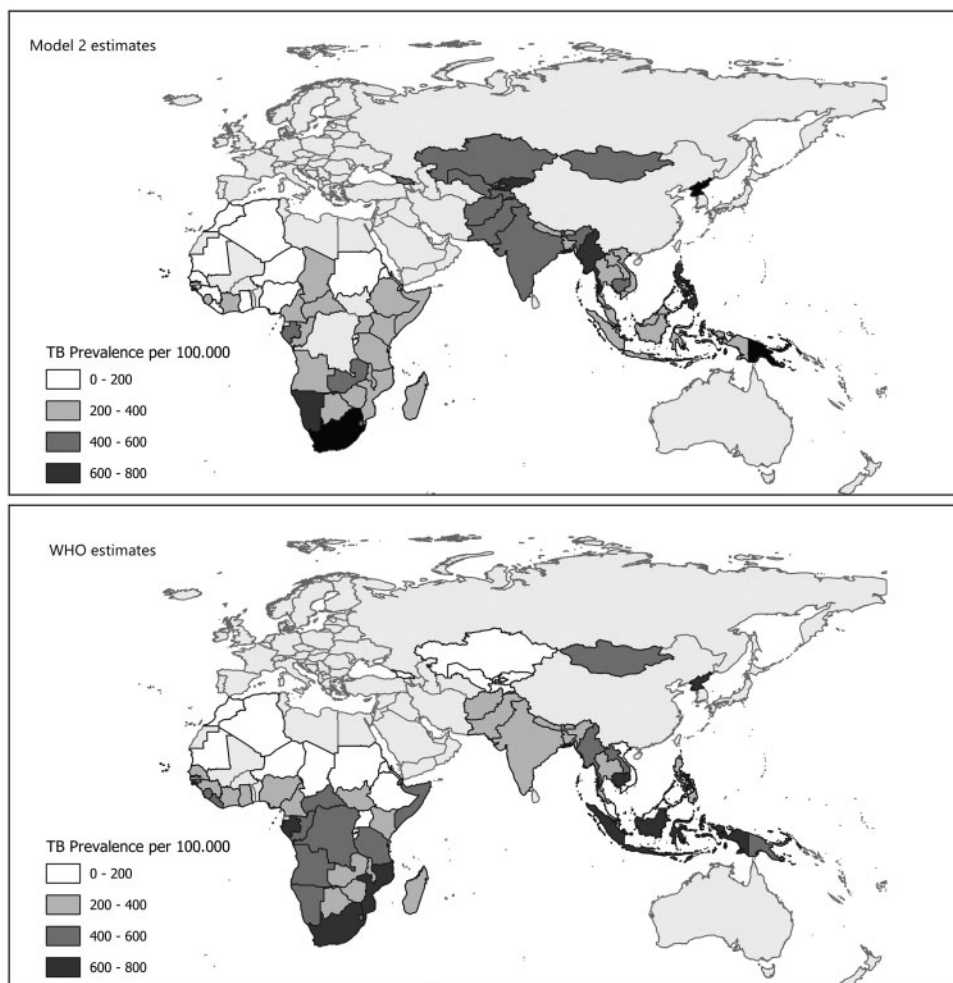 Model 2 estimates
TB Prevalence per 100.000
0 - 200
200 - 400
400 - 600
600 - 800
WHO estimates
TB Prevalence per 100.000
0 - 200
200 - 400
400 - 600
600 - 800